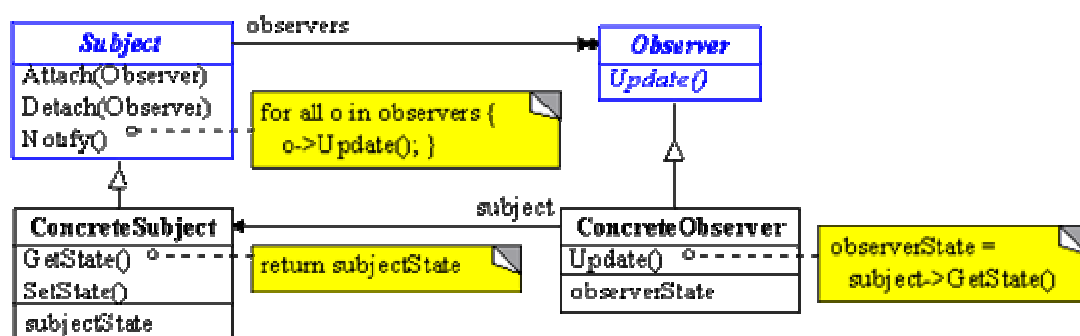 observers
Subject
Observer
Attach(Observer)
Update()
Detach(Observer)
for all o in observers {
Notify()
o->Update(); }
subject
ConcreteSubject
ConcreteObserver
GetState()
return subjectState
Update()
observerState =
subject->GetState()
SetState()
observerState
subjectState